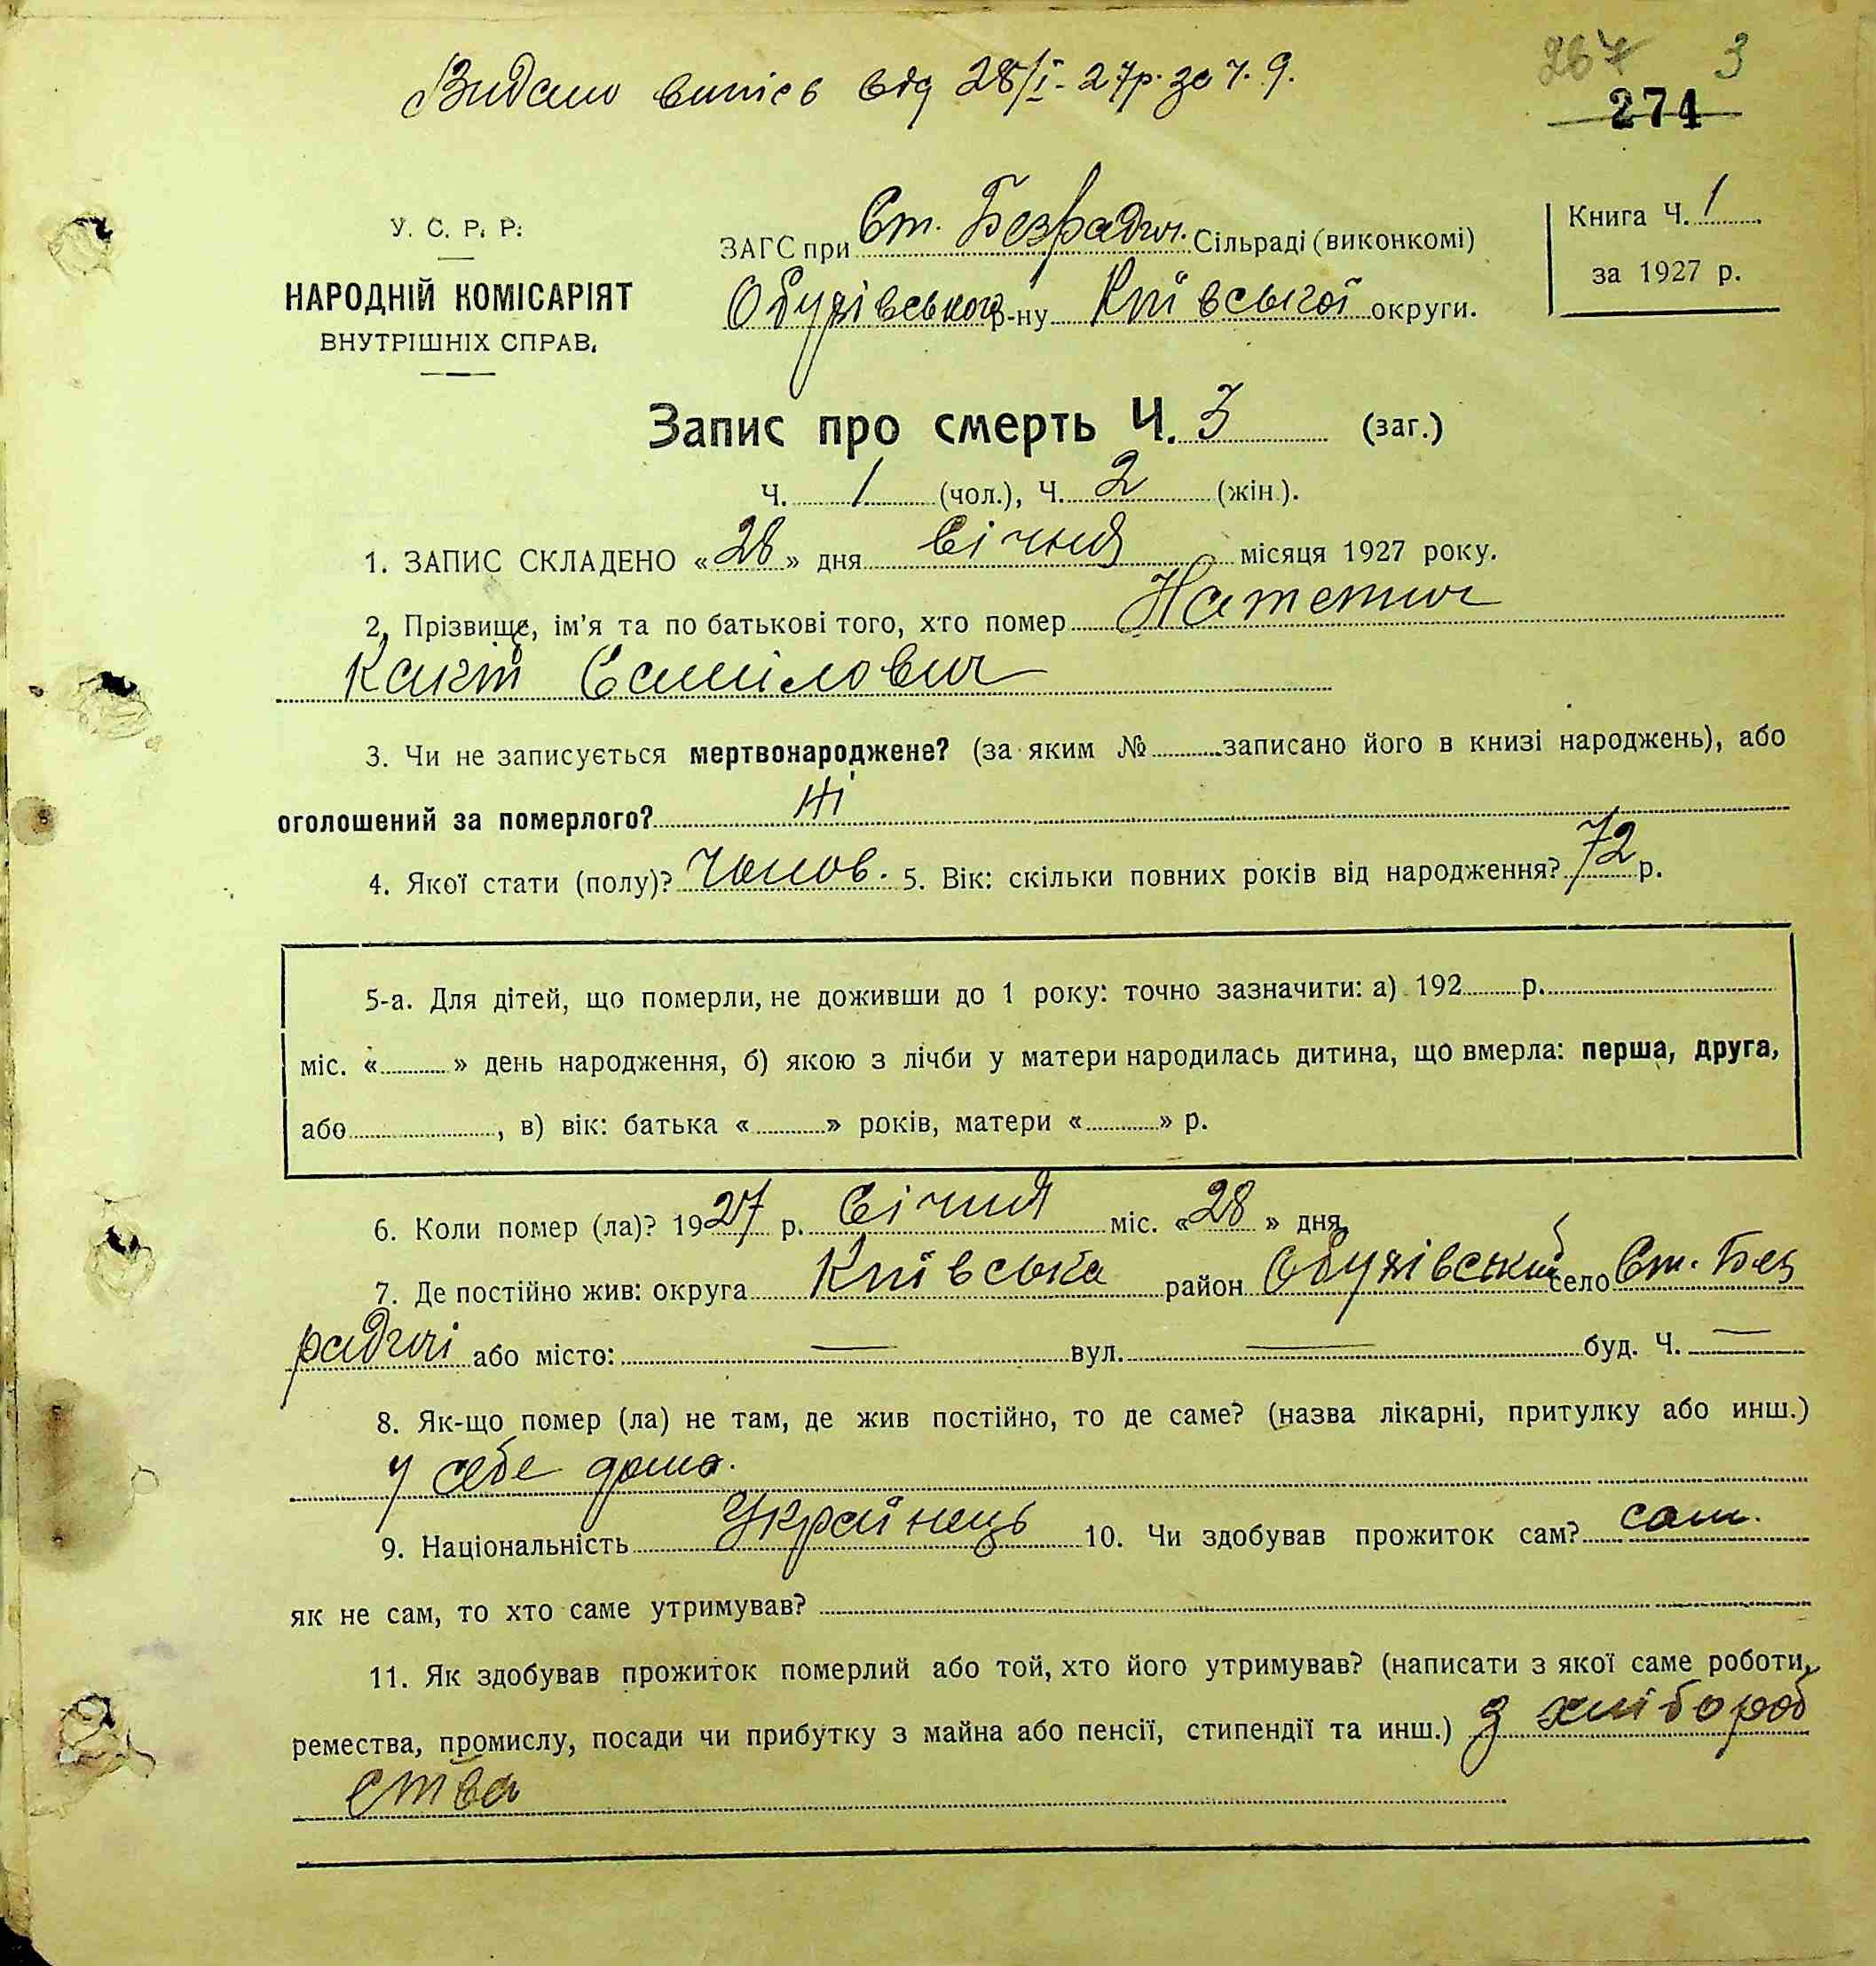 Видано випіс від 28/I-27р. за ч. 9.
267 3
274
У. С. Р. Р.
НАРОДНІЙ КОМІСАРІЯТ
ВНУТРІШНІХ СПРАВ.
ЗАГС при Ст. Безрадич. Сільраді (виконкомі)
Обухівського р-ну Київської округи.
Книга Ч. 1
за 1927 р.
Запис про смерть Ч. 3 (заг.)
Ч. 1 (чол.), Ч. 2 (жін.).
1. ЗАПИС СКЛАДЕНО «28» дня Січня місяця 1927 року.
2. Прізвище, ім'я та по батькові того, хто помер
Самійлович
3. Чи не записується мертвонароджене? (за яким № записано його в книзі народжень), або
оголошений за померлого? Ні
4. Якої стати (полу)? Чолов. 5. Вік: скільки повних років від народження? 72 р.
5-а. Для дітей, що померли, не доживши до 1 року: точно зазначити: а) 192 р.
міс. « » день народження, б) якою з лічби у матери народилась дитина, що вмерла: перша, друга,
або , в) вік: батька « » років, матери « » р.
6. Коли помер (ла)? 1927 р. Січня міс. «28» дня.
7. Де постійно жив: округа Київська район Обухівський село Ст. Без
радичі або місто: — вул. — буд. Ч. —
8. Як-що помер (ла) не там, де жив постійно, то де саме? (назва лікарні, притулку або инш.)
у себе дома.
9. Національність Українець 10. Чи здобував прожиток сам? сам.
як не сам, то хто саме утримував?
11. Як здобував прожиток померлий або той, хто його утримував? (написати з якої саме роботи,
ремества, промислу, посади чи прибутку з майна або пенсії, стипендії та инш.) з хлібороб
ства